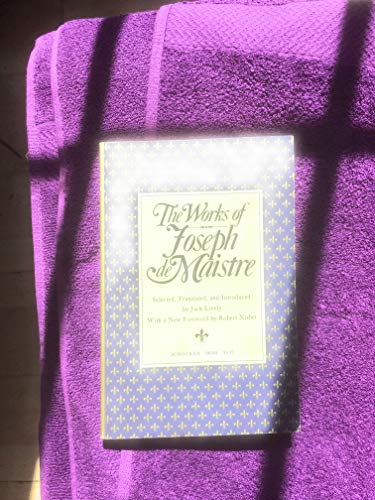 The Works of
Joseph
de Maistre
Selected, Translated, and Introduced
by Jack Lively
With a New Foreword by Robert Nisbet
SCHOCKEN